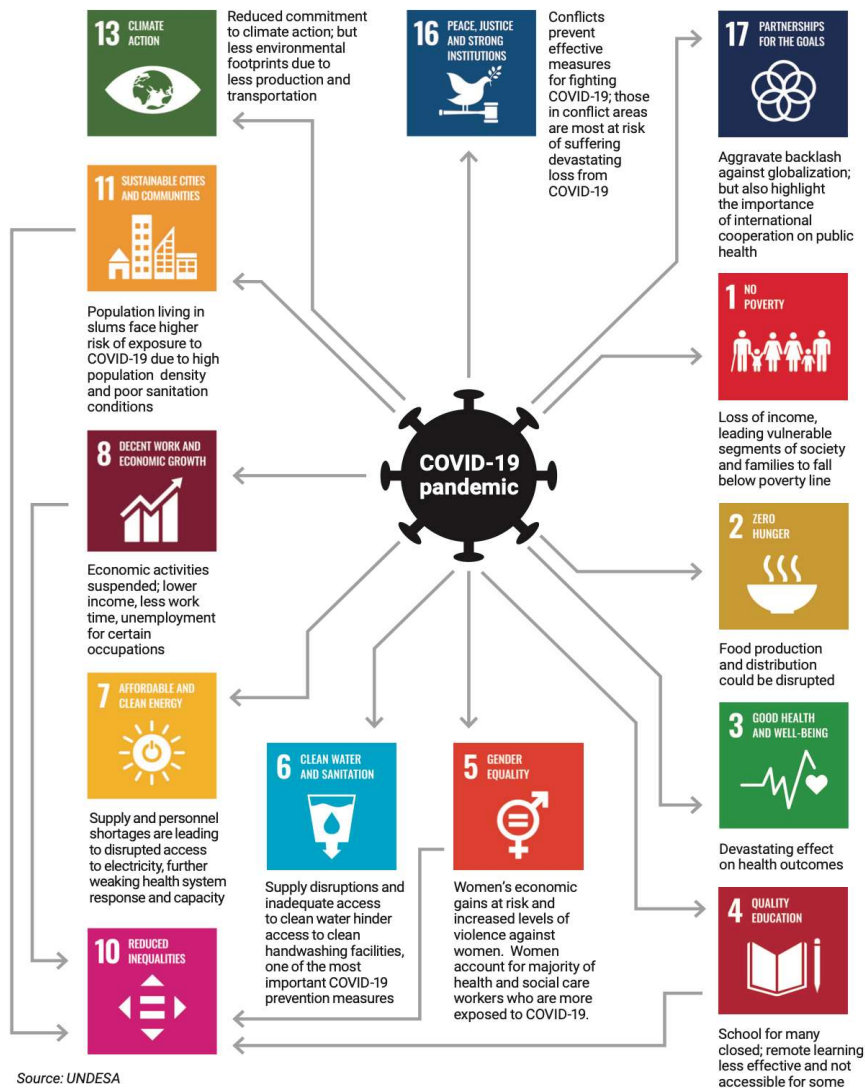 13 CLIMATE
ACTION
Reduced commitment
to climate action; but
less environmental
footprints due to
less production and
transportation
16 PEACE, JUSTICE
AND STRONG
INSTITUTIONS
Conflicts
prevent
effective
measures
for fighting
COVID-19; those
in conflict areas
are most at risk
of suffering
devastating
loss from
COVID-19
17 PARTNERSHIPS
FOR THE GOALS
Aggravate backlash
against globalization;
but also highlight
the importance
of international
cooperation on public
health
11 SUSTAINABLE CITIES
AND COMMUNITIES
Population living in
slums face higher
risk of exposure to
COVID-19 due to high
population density
and poor sanitation
conditions
1 NO
POVERTY
Loss of income,
leading vulnerable
segments of society
and families to fall
below poverty line
COVID-19
pandemic
8 DECENT WORK AND
ECONOMIC GROWTH
Economic activities
suspended; lower
income, less work
time, unemployment
for certain
occupations
2 ZERO
HUNGER
Food production
and distribution
could be disrupted
7 AFFORDABLE AND
CLEAN ENERGY
Supply and personnel
shortages are leading
to disrupted access
to electricity, further
weaking health system
response and capacity
6 CLEAN WATER
AND SANITATION
Supply disruptions and
inadequate access
to clean water hinder
access to clean
handwashing facilities,
one of the most
important COVID-19
prevention measures
5 GENDER
EQUALITY
Women's economic
gains at risk and
increased levels of
violence against
women. Women
account for majority of
health and social care
workers who are more
exposed to COVID-19.
3 GOOD HEALTH
AND WELL-BEING
Devastating effect
on health outcomes
4 QUALITY
EDUCATION
School for many
closed; remote learning
less effective and not
accessible for some
10 REDUCED
INEQUALITIES
Source: UNDESA